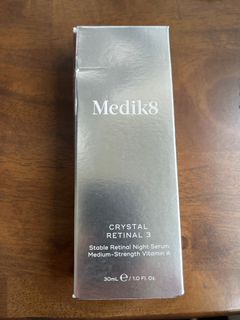 Medik8
CRYSTAL
RETINAL 3
Stable Retinal Night Serum
Medium-Strength Vitamin A
30mL ℮ / 1.0 Fl. Oz.